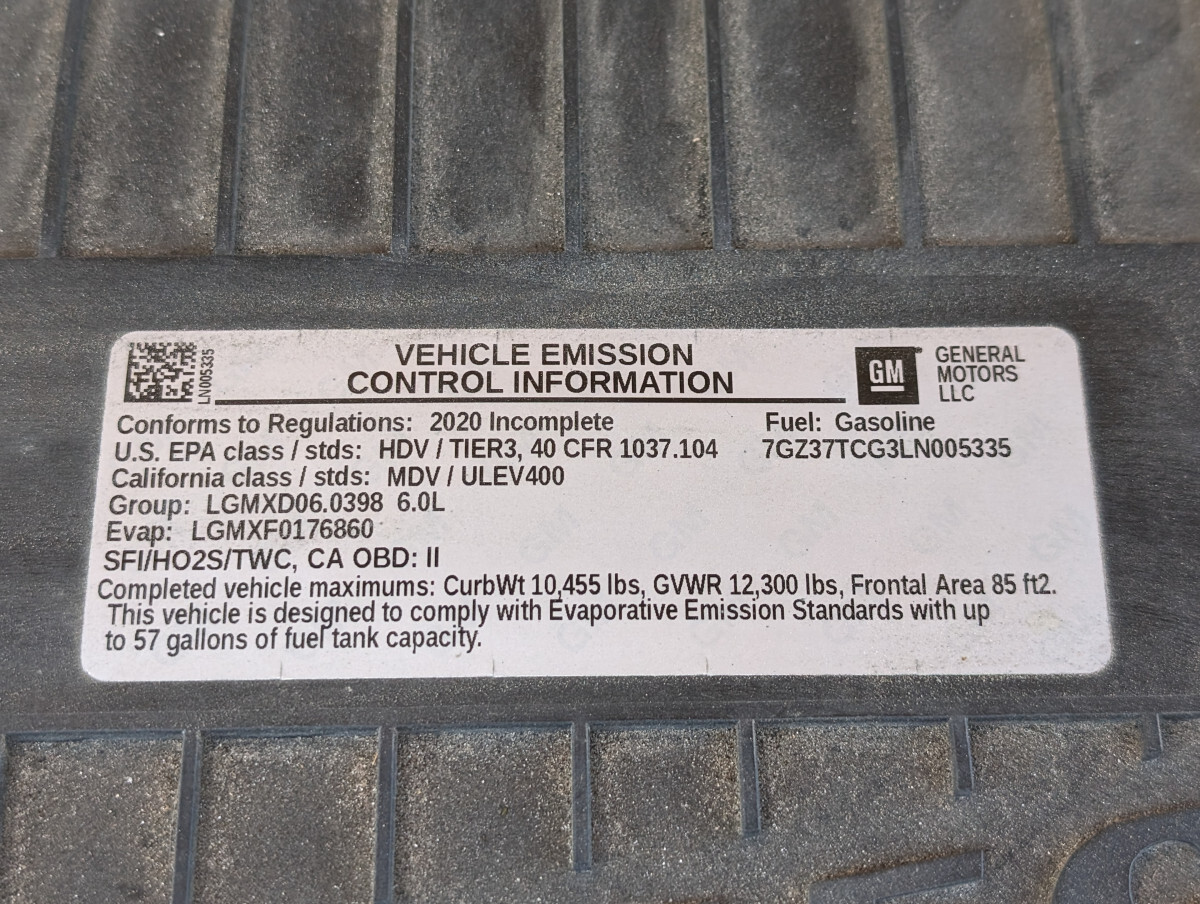 LN005335
VEHICLE EMISSION
CONTROL INFORMATION
GM
GENERAL
MOTORS
LLC
Conforms to Regulations: 2020 Incomplete
Fuel: Gasoline
U.S. EPA class / stds: HDV / TIER3, 40 CFR 1037.104
7GZ37TCG3LN005335
California class / stds: MDV / ULEV400
Group: LGMXD06.0398 6.0L
Evap: LGMXF0176860
SFI/HO2S/TWC, CA OBD: II
Completed vehicle maximums: CurbWt 10,455 lbs, GVWR 12,300 lbs, Frontal Area 85 ft2.
This vehicle is designed to comply with Evaporative Emission Standards with up
to 57 gallons of fuel tank capacity.